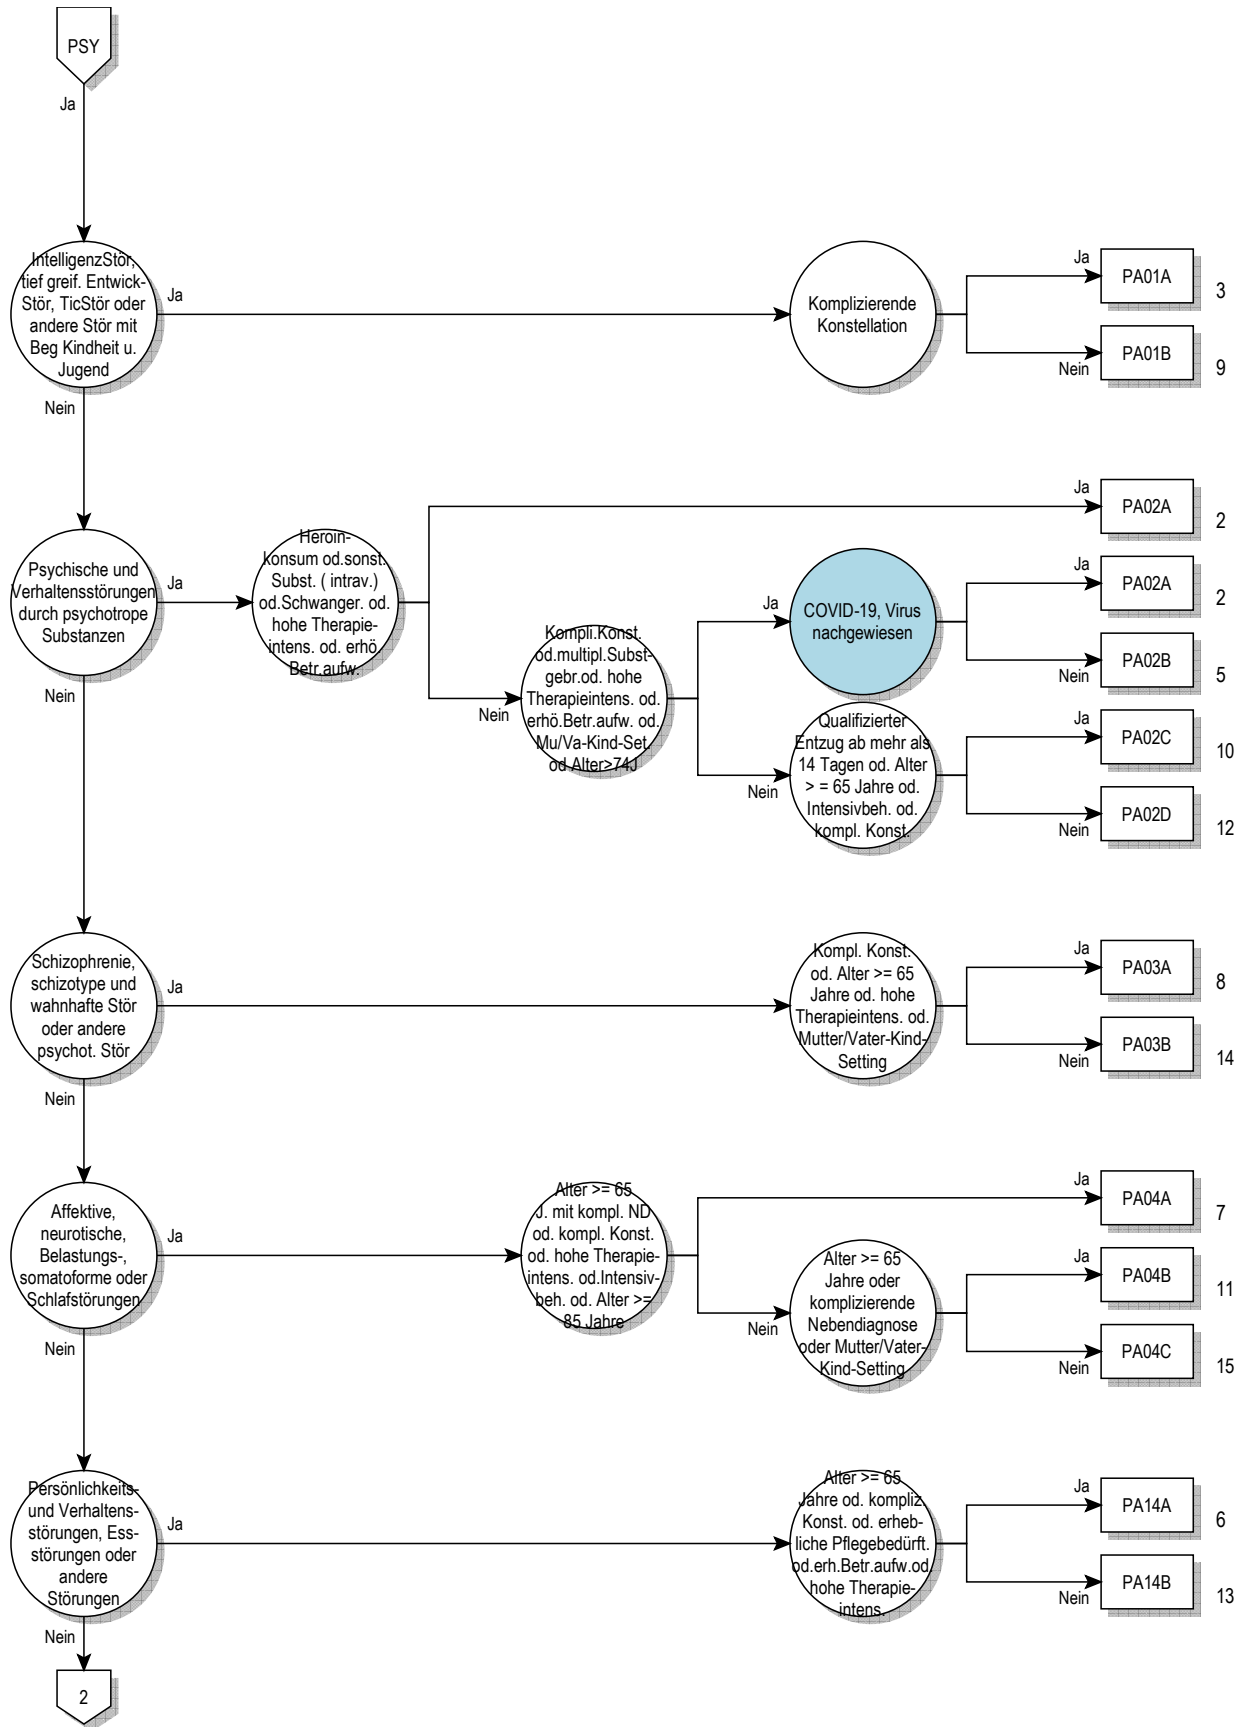 PSY
Ja
IntelligenzStör,
tief greif. Entwick-
Stör, TicStör oder
andere Stör mit
Beg Kindheit u.
Jugend
Ja
Nein
Komplizierende
Konstellation
Ja
PA01A
3
Nein
PA01B
9
Psychische und
Verhaltensstörungen
durch psychotrope
Substanzen
Ja
Nein
Heroin-
konsum od.sonst.
Subst. ( intrav.)
od.Schwanger. od.
hohe Therapie-
intens. od. erhö.
Betr.aufw.
Ja
PA02A
2
Nein
Kompli.Konst.
od.multipl.Subst-
gebr.od. hohe
Therapieintens. od.
erhö.Betr.aufw. od.
Mu/Va-Kind-Set.
od.Alter>74J
Ja
COVID-19, Virus
nachgewiesen
Ja
PA02A
2
Nein
PA02B
5
Nein
Qualifizierter
Entzug ab mehr als
14 Tagen od. Alter
> = 65 Jahre od.
Intensivbeh. od.
kompl. Konst.
Ja
PA02C
10
Nein
PA02D
12
Schizophrenie,
schizotype und
wahnhafte Stör
oder andere
psychot. Stör
Ja
Nein
Kompl. Konst.
od. Alter >= 65
Jahre od. hohe
Therapieintens. od.
Mutter/Vater-Kind-
Setting
Ja
PA03A
8
Nein
PA03B
14
Affektive,
neurotische,
Belastungs-,
somatoforme oder
Schlafstörungen
Ja
Nein
Alter >= 65
J. mit kompl. ND
od. kompl. Konst.
od. hohe Therapie-
intens. od.Intensiv-
beh. od. Alter >=
85 Jahre
Ja
PA04A
7
Nein
Alter >= 65
Jahre oder
komplizierende
Nebendiagnose
oder Mutter/Vater-
Kind-Setting
Ja
PA04B
11
Nein
PA04C
15
Persönlichkeits-
und Verhaltens-
störungen, Ess-
störungen oder
andere
Störungen
Ja
Nein
Alter >= 65
Jahre od. kompliz.
Konst. od. erheb-
liche Pflegebedürft.
od.erh.Betr.aufw.od.
hohe Therapie-
intens.
Ja
PA14A
6
Nein
PA14B
13
2